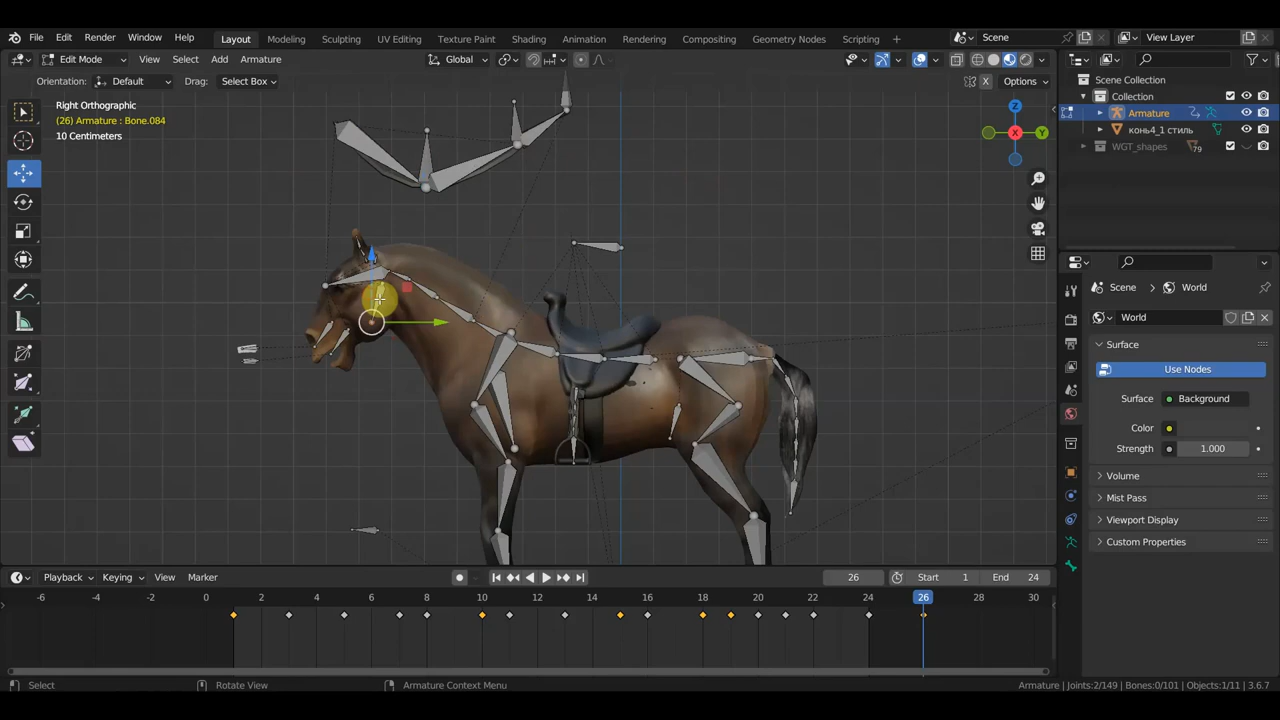 File Edit Render Window Help Layout Modeling Sculpting UV Editing Texture Paint Shading Animation Rendering Compositing Geometry Nodes Scripting + Scene View Layer
Edit Mode View Select Add Armature Global X Options
Orientation: Default Drag: Select Box
Right Orthographic
(26) Armature : Bone.084
10 Centimeters
Z
Y
X
Scene Collection
Collection
Armature
конь4_1 стиль
WGT_shapes 79
Scene World
World
Surface
Use Nodes
Surface Background
Color
Strength 1.000
Volume
Mist Pass
Viewport Display
Custom Properties
Playback Keying View Marker 26 Start 1 End 24
-6 -4 -2 0 2 4 6 8 10 12 14 16 18 20 22 24 26 28 30
Select Rotate View Armature Context Menu Armature | Joints:2/149 | Bones:0/101 | Objects:1/11 | 3.6.7